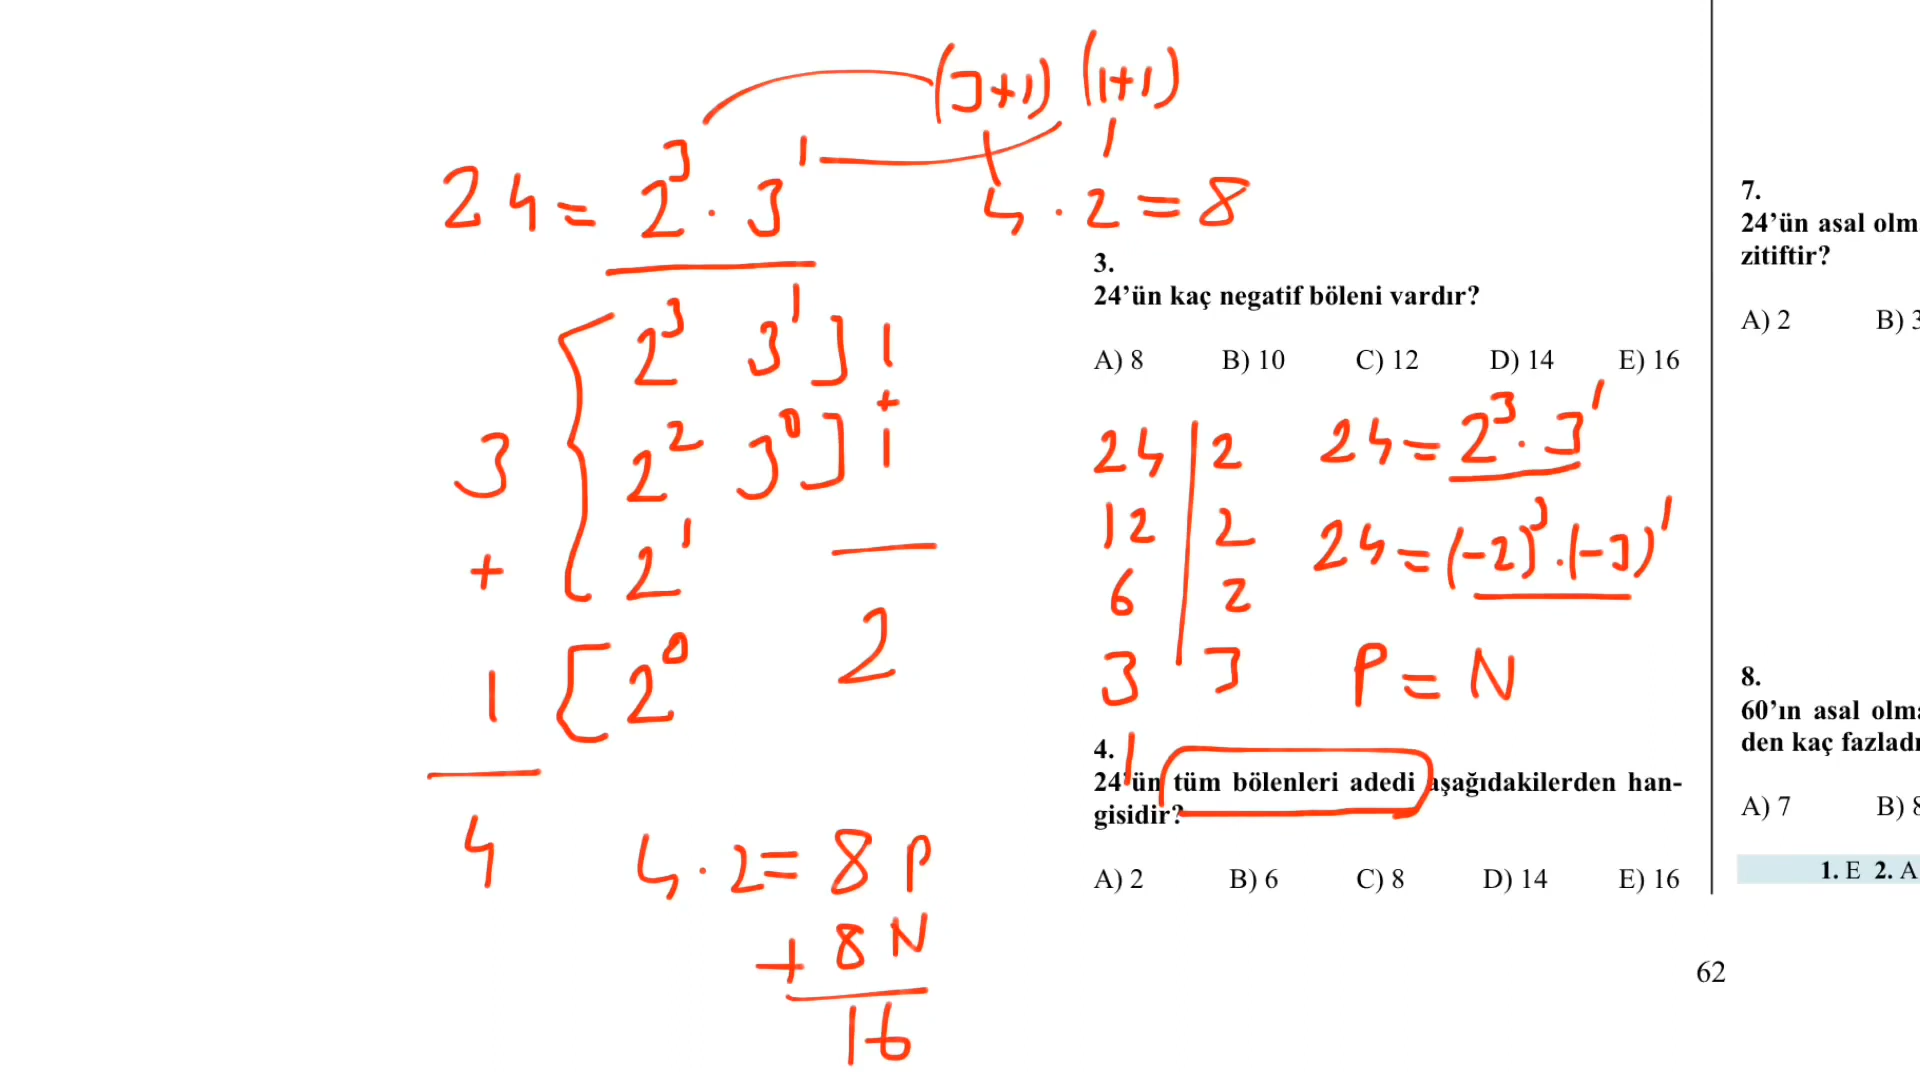 (3+1) (1+1)
24 = 2³ · 3¹
4 · 2 = 8
2³ 3¹ ] 1
+
3 { 2² 3⁰ ] 1
+ 2¹
1 [ 2⁰
2
4
4 · 2 = 8 P
+ 8 N
16
3.
24’ün kaç negatif böleni vardır?
A) 8 B) 10 C) 12 D) 14 E) 16
24 | 2 24 = 2³ · 3¹
12 | 2 24 = (-2)³ · (-3)¹
6 | 2
3 | 3 P = N
1
4.
24’ün tüm bölenleri adedi aşağıdakilerden han-
gisidir?
A) 2 B) 6 C) 8 D) 14 E) 16
62
7.
24’ün asal olm
zitiftir?
A) 2 B) 3
8.
60’ın asal olma
den kaç fazladı
A) 7 B) 8
1. E 2. A